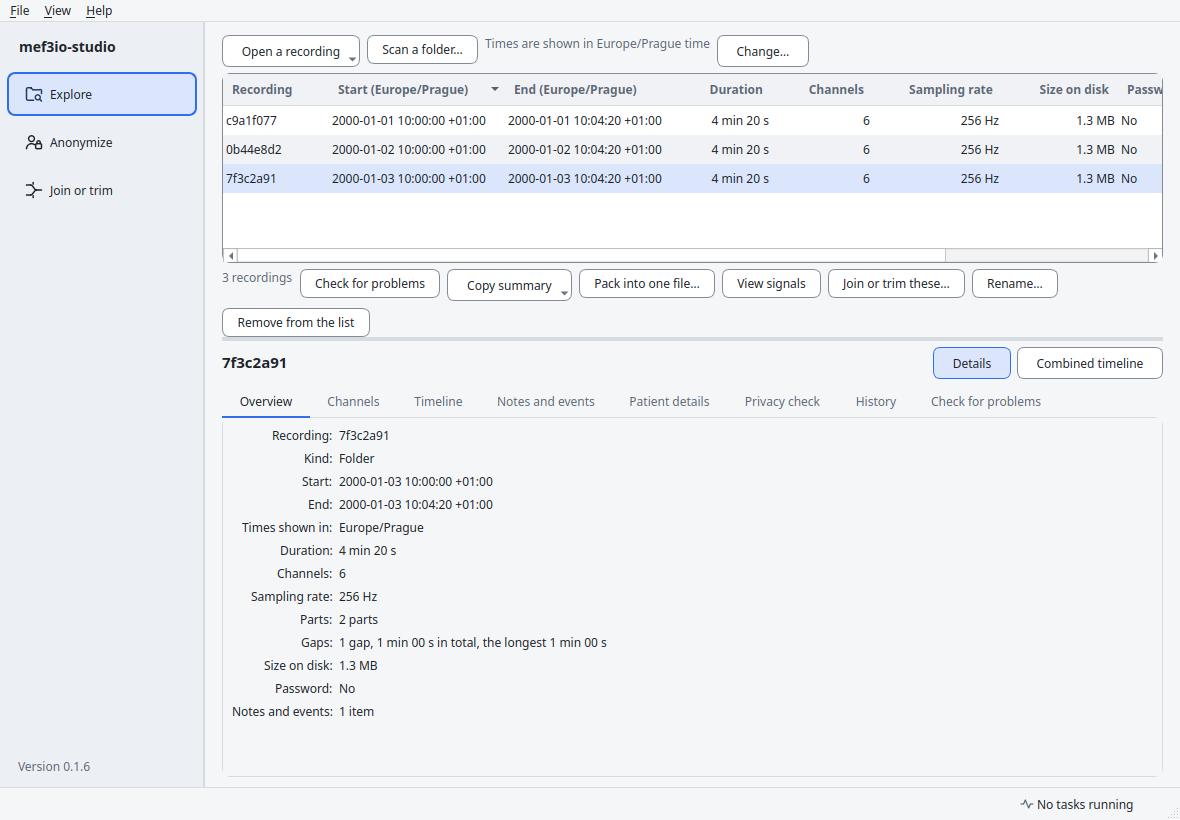 File View Help
mef3io-studio
Explore
Anonymize
Join or trim
Version 0.1.6
Open a recording Scan a folder... Times are shown in Europe/Prague time Change...
Recording Start (Europe/Prague) End (Europe/Prague) Duration Channels Sampling rate Size on disk Passw
c9a1f077 2000-01-01 10:00:00 +01:00 2000-01-01 10:04:20 +01:00 4 min 20 s 6 256 Hz 1.3 MB No
0b44e8d2 2000-01-02 10:00:00 +01:00 2000-01-02 10:04:20 +01:00 4 min 20 s 6 256 Hz 1.3 MB No
7f3c2a91 2000-01-03 10:00:00 +01:00 2000-01-03 10:04:20 +01:00 4 min 20 s 6 256 Hz 1.3 MB No
3 recordings Check for problems Copy summary Pack into one file... View signals Join or trim these... Rename...
Remove from the list
7f3c2a91 Details Combined timeline
Overview Channels Timeline Notes and events Patient details Privacy check History Check for problems
Recording: 7f3c2a91
Kind: Folder
Start: 2000-01-03 10:00:00 +01:00
End: 2000-01-03 10:04:20 +01:00
Times shown in: Europe/Prague
Duration: 4 min 20 s
Channels: 6
Sampling rate: 256 Hz
Parts: 2 parts
Gaps: 1 gap, 1 min 00 s in total, the longest 1 min 00 s
Size on disk: 1.3 MB
Password: No
Notes and events: 1 item
No tasks running